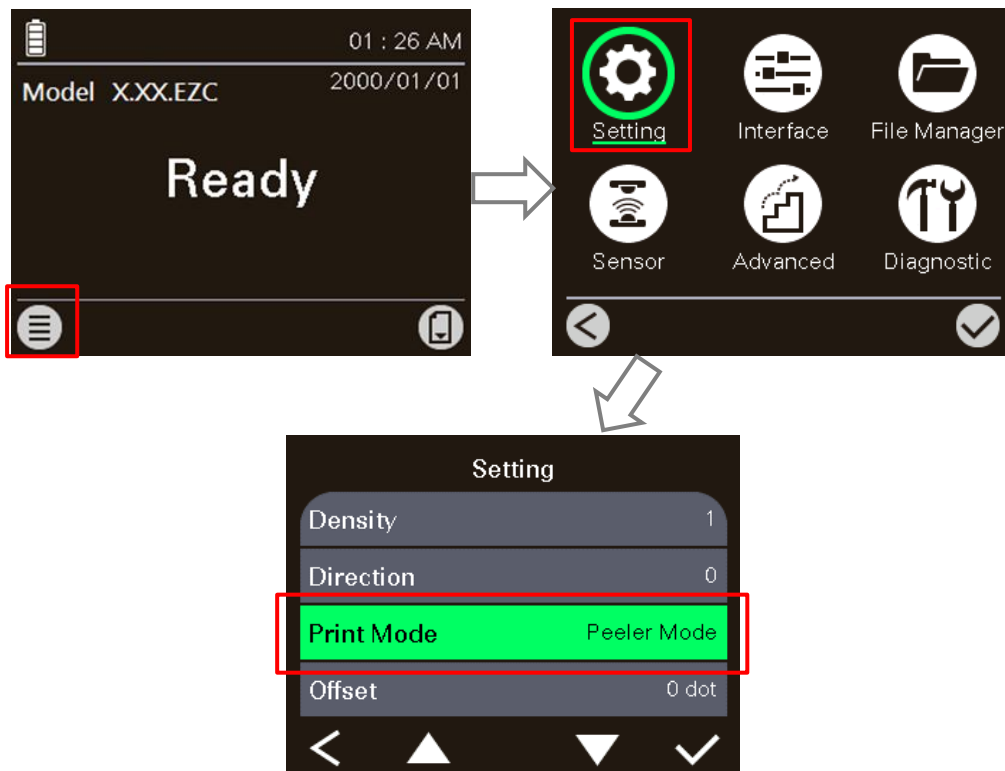 01 : 26 AM
2000/01/01
Model X.XX.EZC
Ready
Setting
Interface
File Manager
Sensor
Advanced
Diagnostic
Setting
Density 1
Direction 0
Print Mode Peeler Mode
Offset 0 dot